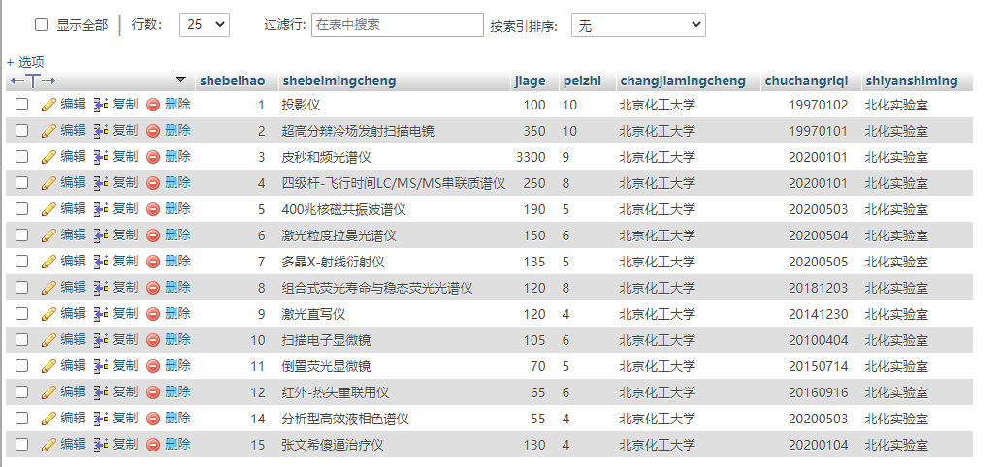 显示全部 行数: 25 过滤行: 在表中搜索 按索引排序: 无
+ 选项
shebeihao shebeimingcheng jiage peizhi changjiamingcheng chuchangriqi shiyanshiming
编辑 复制 删除 1 投影仪 100 10 北京化工大学 19970102 北化实验室
编辑 复制 删除 2 超高分辩冷场发射扫描电镜 350 10 北京化工大学 19970101 北化实验室
编辑 复制 删除 3 皮秒和频光谱仪 3300 9 北京化工大学 20200101 北化实验室
编辑 复制 删除 4 四级杆-飞行时间LC/MS/MS串联质谱仪 250 8 北京化工大学 20200101 北化实验室
编辑 复制 删除 5 400兆核磁共振波谱仪 190 5 北京化工大学 20200503 北化实验室
编辑 复制 删除 6 激光粒度拉曼光谱仪 150 6 北京化工大学 20200504 北化实验室
编辑 复制 删除 7 多晶X-射线衍射仪 135 5 北京化工大学 20200505 北化实验室
编辑 复制 删除 8 组合式荧光寿命与稳态荧光光谱仪 120 8 北京化工大学 20181203 北化实验室
编辑 复制 删除 9 激光直写仪 120 4 北京化工大学 20141230 北化实验室
编辑 复制 删除 10 扫描电子显微镜 105 6 北京化工大学 20100404 北化实验室
编辑 复制 删除 11 倒置荧光显微镜 70 5 北京化工大学 20150714 北化实验室
编辑 复制 删除 12 红外-热失重联用仪 65 6 北京化工大学 20160916 北化实验室
编辑 复制 删除 14 分析型高效液相色谱仪 55 4 北京化工大学 20200503 北化实验室
编辑 复制 删除 15 张文希傻逼治疗仪 130 4 北京化工大学 20200104 北化实验室